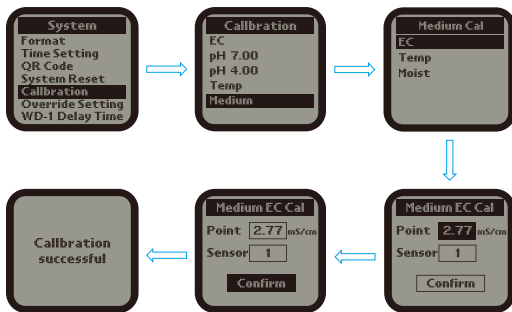 System
Format
Time Setting
QR Code
System Reset
Callbration
Override Setting
WD-1 Delay Time
Callbration
EC
pH 7.00
pH 4.00
Temp
Medium
Medium Cal
EC
Temp
Moist
Callbration
successful
Medium EC Cal
Point 2.77 mS/cm
Sensor 1
Confirm
Medium EC Cal
Point 2.77 mS/cm
Sensor 1
Confirm